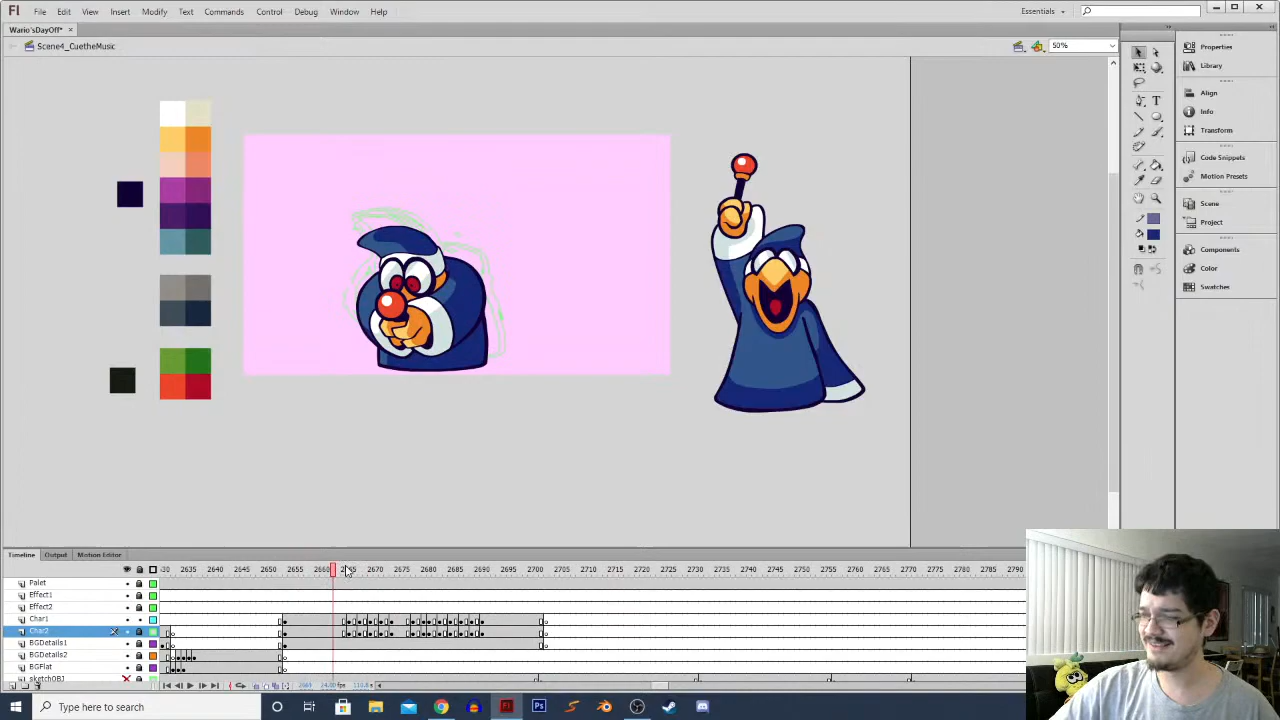 Fl File Edit View Insert Modify Text Commands Control Debug Window Help Essentials
Wario'sDayOff* ×
Scene4_CuetheMusic 50%
Properties
Library
Align
Info
Transform
Code Snippets
Motion Presets
Scene
Project
Components
Color
Swatches
Timeline Output Motion Editor
-30 2635 2640 2645 2650 2655 2660 2665 2670 2675 2680 2685 2690 2695 2700 2705 2710 2715 2720 2725 2730 2735 2740 2745 2750 2755 2760 2765 2770 2775 2780 2785 2790
Palet
Effect1
Effect2
Char1
Char2
BGDetails1
BGDetails2
BGFlat
sketchOBJ
Type here to search